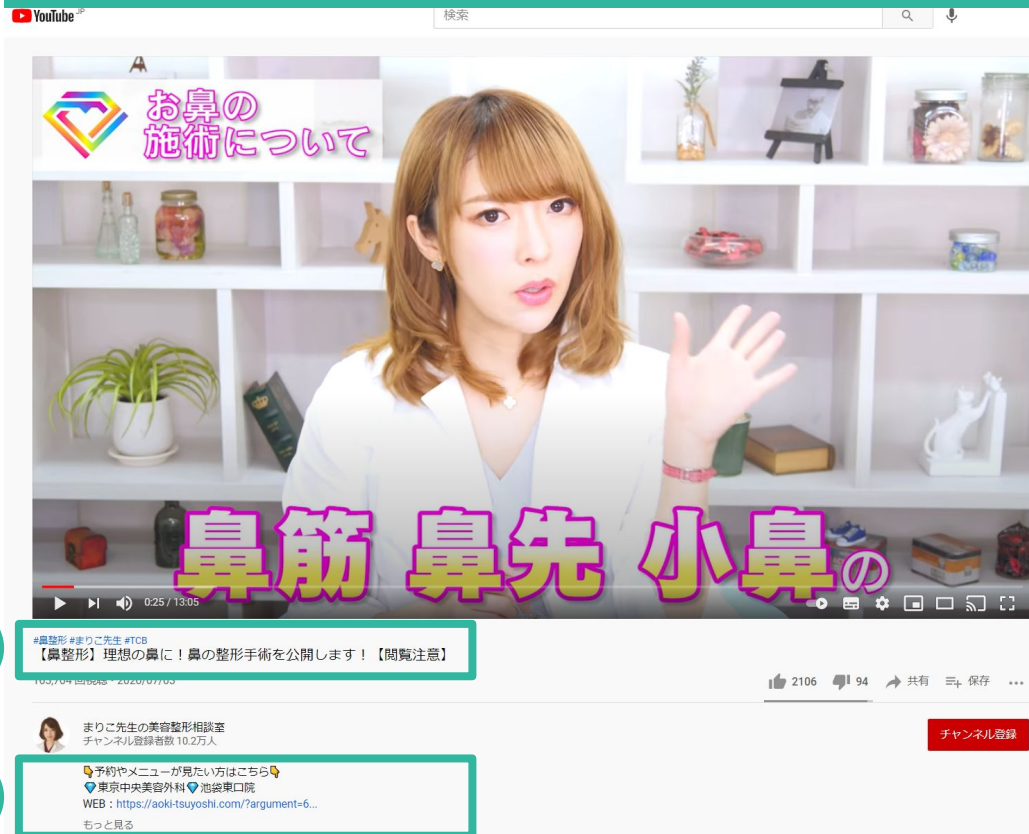 YouTube JP
検索
お鼻の
施術について
鼻筋 鼻先 小鼻の
0:25 / 13:05
#鼻整形 #まりこ先生 #TCB
【鼻整形】理想の鼻に!鼻の整形手術を公開します!【閲覧注意】
2106 94 共有 保存
まりこ先生の美容整形相談室
チャンネル登録者数 10.2万人
チャンネル登録
👇予約やメニューが見たい方はこちら👇
💎東京中央美容外科💎池袋東口院
WEB:https://aoki-tsuyoshi.com/?argument=6...
もっと見る